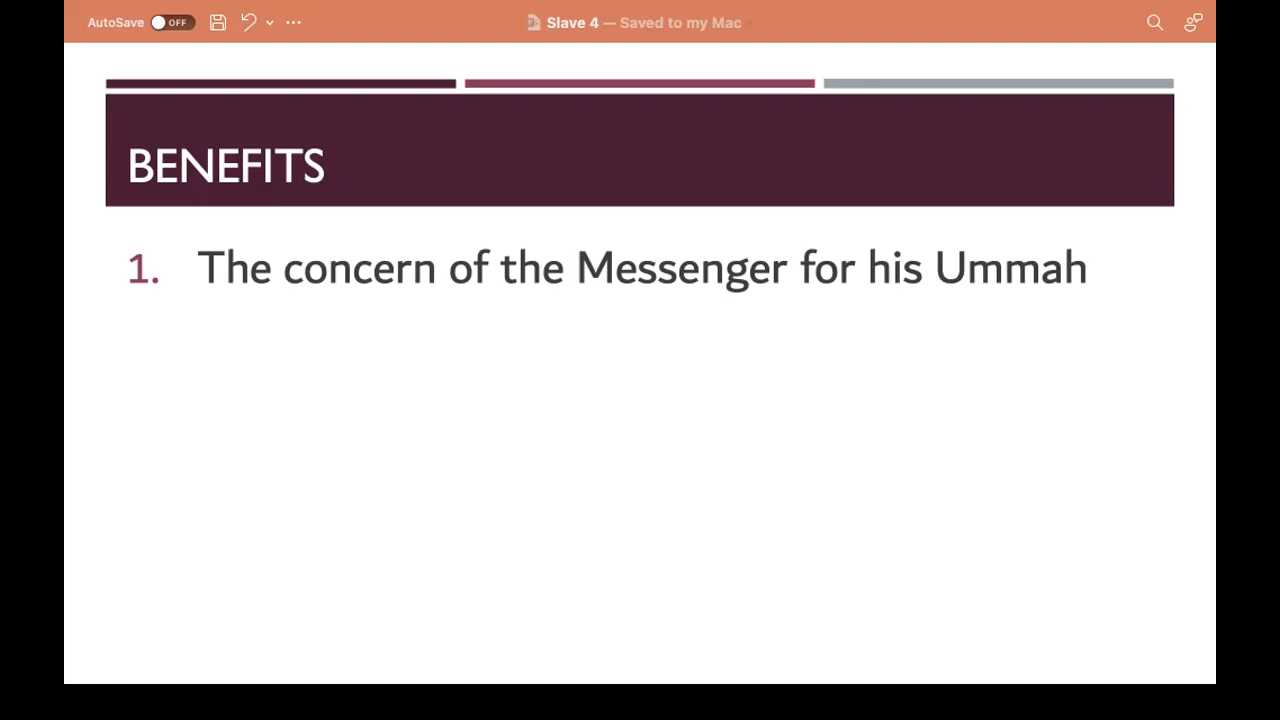 AutoSave OFF
Slave 4 — Saved to my Mac
BENEFITS
1. The concern of the Messenger for his Ummah